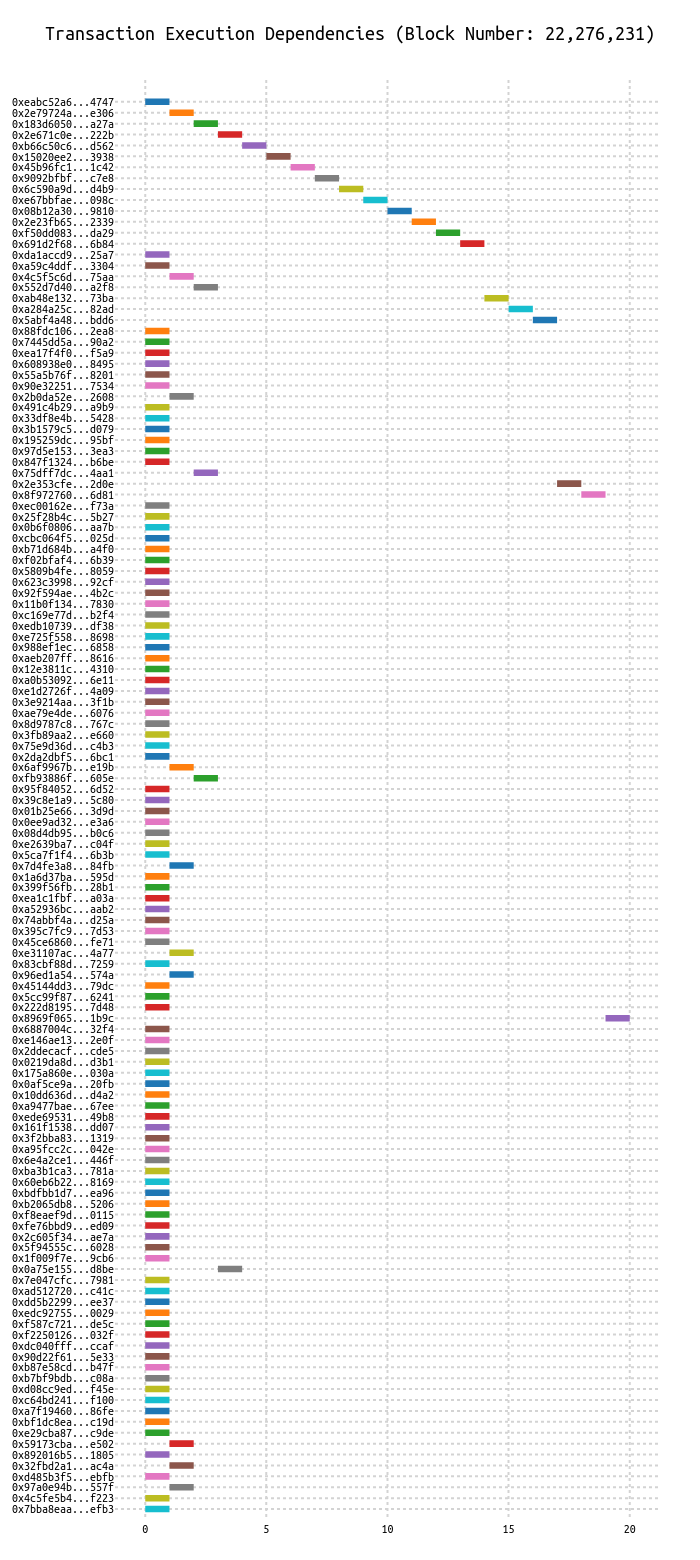 Transaction Execution Dependencies (Block Number: 22,276,231)
0xeabc52a6...4747
0x2e79724a...e306
0x183d6050...a27a
0x2e671c0e...222b
0xb66c50c6...d562
0x15020ee2...3938
0x45b96fc1...1c42
0x9092bfbf...c7e8
0x6c590a9d...d4b9
0xe67bbfae...098c
0x08b12a30...9810
0x2e23fb65...2339
0xf50dd083...da29
0x691d2f68...6b84
0xda1accd9...25a7
0xa59c4ddf...3304
0x4c5f5c6d...75aa
0x552d7d40...a2f8
0xab48e132...73ba
0xa284a25c...82ad
0x5abf4a48...bdd6
0x88fdc106...2ea8
0x7445dd5a...90a2
0xea17f4f0...f5a9
0x608938e0...8495
0x55a5b76f...8201
0x90e32251...7534
0x2b0da52e...2608
0x491c4b29...a9b9
0x33df8e4b...5428
0x3b1579c5...d079
0x195259dc...95bf
0x97d5e153...3ea3
0x847f1324...b6be
0x75dff7dc...4aa1
0x2e353cfe...2d0e
0x8f972760...6d81
0xec00162e...f73a
0x25f28b4c...5b27
0x0b6f0806...aa7b
0xcbc064f5...025d
0xb71d684b...a4f0
0xf02bfaf4...6b39
0x5809b4fe...8059
0x623c3998...92cf
0x92f594ae...4b2c
0x11b0f134...7830
0xc169e77d...b2f4
0xedb10739...df38
0xe725f558...8698
0x988ef1ec...6858
0xaeb207ff...8616
0x12e3811c...4310
0xa0b53092...6e11
0xe1d2726f...4a09
0x3e9214aa...3f1b
0xae79e4de...6076
0x8d9787c8...767c
0x3fb89aa2...e660
0x75e9d36d...c4b3
0x2da2dbf5...6bc1
0x6af9967b...e19b
0xfb93886f...605e
0x95f84052...6d52
0x39c8e1a9...5c80
0x01b25e66...3d9d
0x0ee9ad32...e3a6
0x08d4db95...b0c6
0xe2639ba7...c04f
0x5ca7f1f4...6b3b
0x7d4fe3a8...84fb
0x1a6d37ba...595d
0x399f56fb...28b1
0xea1c1fbf...a03a
0xa52936bc...aab2
0x74abbf4a...d25a
0x395c7fc9...7d53
0x45ce6860...fe71
0xe31107ac...4a77
0x83cbf88d...7259
0x96ed1a54...574a
0x45144dd3...79dc
0x5cc99f87...6241
0x222d8195...7d48
0x8969f065...1b9c
0x6887004c...32f4
0xe146ae13...2e0f
0x2ddecacf...cde5
0x0219da8d...d3b1
0x175a860e...030a
0x0af5ce9a...20fb
0x10dd636d...d4a2
0xa9477bae...67ee
0xede69531...49b8
0x161f1538...dd07
0x3f2bba83...1319
0xa95fcc2c...042e
0x6e4a2ce1...446f
0xba3b1ca3...781a
0x60eb6b22...8169
0xbdfbb1d7...ea96
0xb2065db8...5206
0xf8eaef9d...0115
0xfe76bbd9...ed09
0x2c605f34...ae7a
0x5f94555c...6028
0x1f009f7e...9cb6
0x0a75e155...d8be
0x7e047cfc...7981
0xad512720...c41c
0xdd5b2299...ee37
0xedc92755...0029
0xf587c721...de5c
0xf2250126...032f
0xdc040fff...ccaf
0x90d22f61...5e33
0xb87e58cd...b47f
0xb7bf9bdb...c08a
0xd08cc9ed...f45e
0xc64bd241...f100
0xa7f19460...86fe
0xbf1dc8ea...c19d
0xe29cba87...c9de
0x59173cba...e502
0x892016b5...1805
0x32fbd2a1...ac4a
0xd485b3f5...ebfb
0x97a0e94b...557f
0x4c5fe5b4...f223
0x7bba8eaa...efb3
0 5 10 15 20